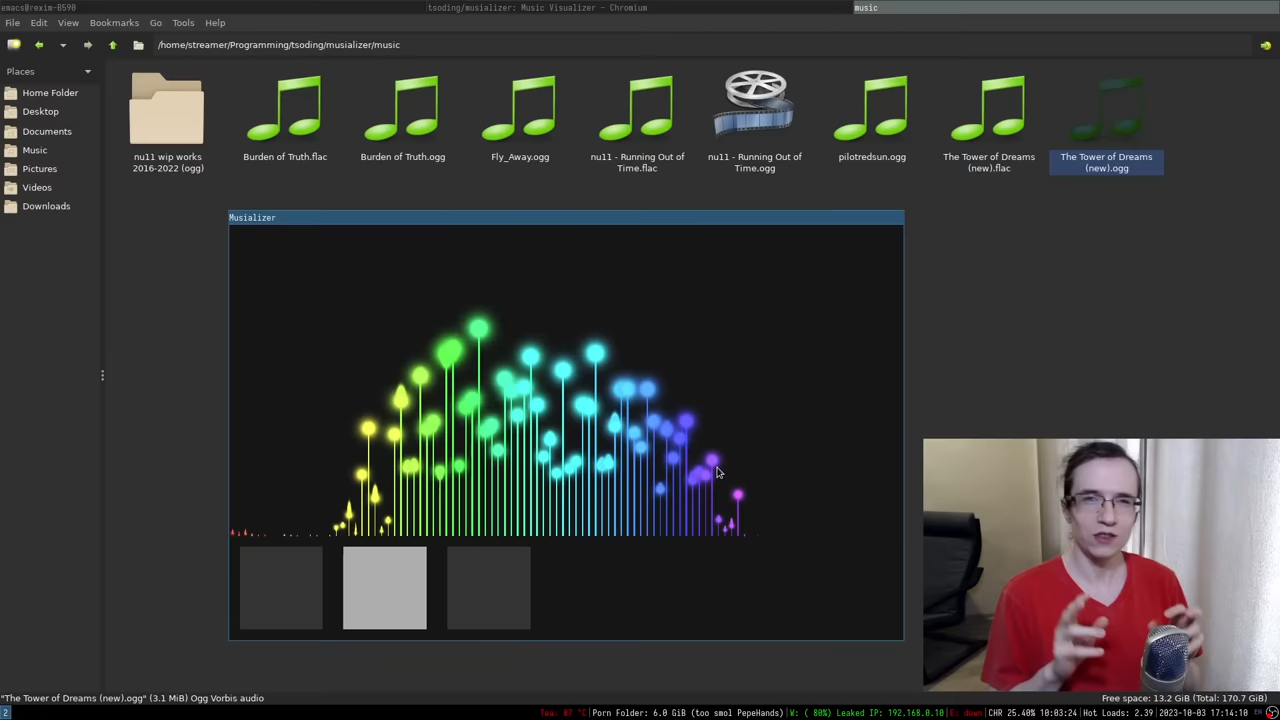 emacs@rexim-B590
tsoding/musializer: Music Visualizer - Chromium
music
File Edit View Bookmarks Go Tools Help
/home/streamer/Programming/tsoding/musializer/music
Places
Home Folder
Desktop
Documents
Music
Pictures
Videos
Downloads
nu11 wip works
2016-2022 (ogg)
Burden of Truth.flac
Burden of Truth.ogg
Fly_Away.ogg
nu11 - Running Out of
Time.flac
nu11 - Running Out of
Time.ogg
pilotredsun.ogg
The Tower of Dreams
(new).flac
The Tower of Dreams
(new).ogg
Musializer
"The Tower of Dreams (new).ogg" (3.1 MiB) Ogg Vorbis audio
Free space: 13.2 GiB (Total: 170.7 GiB)
2
Tea: 87 °C | Porn Folder: 6.0 GiB (too smol PepeHands) | W: ( 80%) Leaked IP: 192.168.0.10 | E: down | CHR 25.40% 10:03:24 | Hot Loads: 2.39 | 2023-10-03 17:14:10 EN